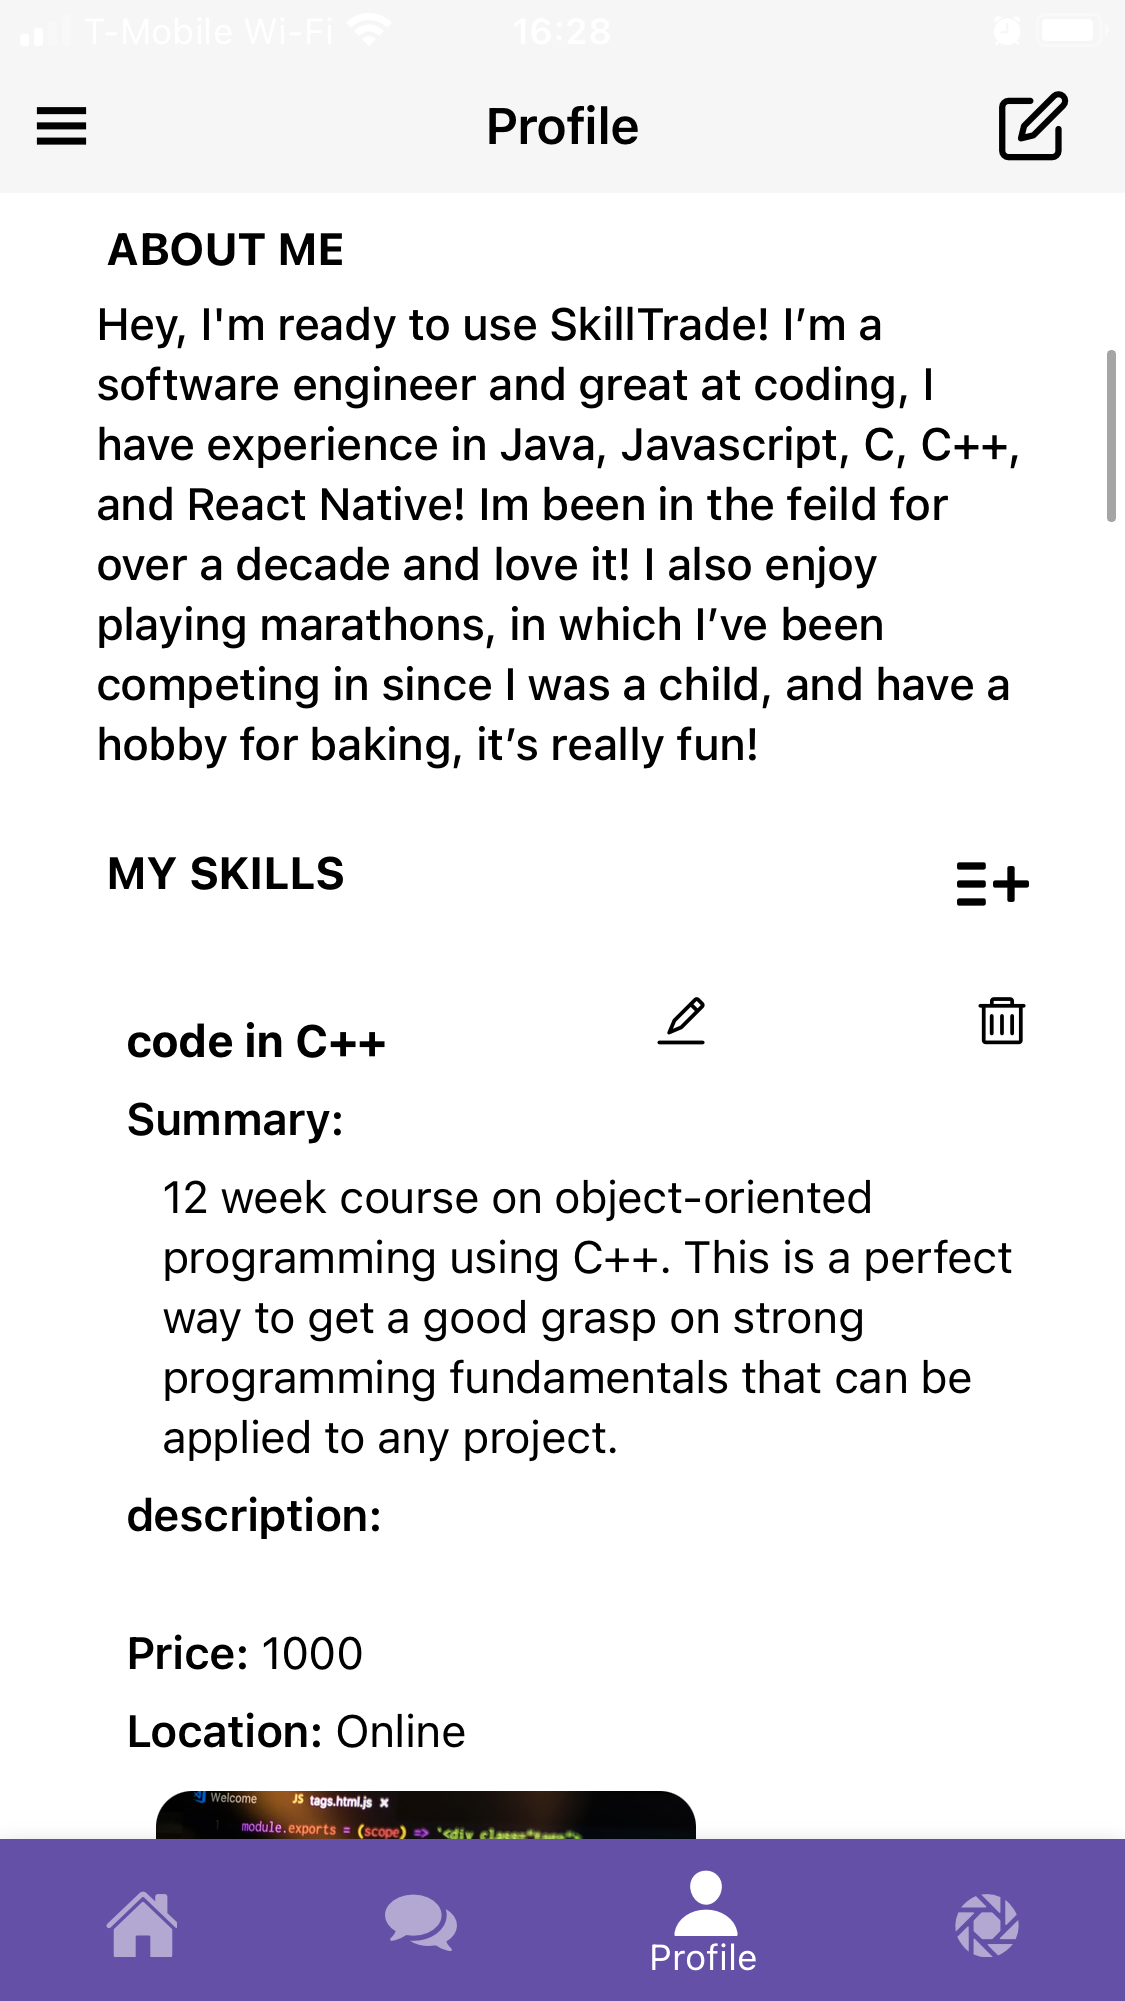 T-Mobile Wi-Fi 16:28
Profile
ABOUT ME
Hey, I'm ready to use SkillTrade! I’m a
software engineer and great at coding, I
have experience in Java, Javascript, C, C++,
and React Native! Im been in the feild for
over a decade and love it! I also enjoy
playing marathons, in which I’ve been
competing in since I was a child, and have a
hobby for baking, it’s really fun!
MY SKILLS
code in C++
Summary:
12 week course on object-oriented
programming using C++. This is a perfect
way to get a good grasp on strong
programming fundamentals that can be
applied to any project.
description:
Price: 1000
Location: Online
Welcome JS tags.html.js ×
1 module.exports = (scope) => `<div class="
Profile